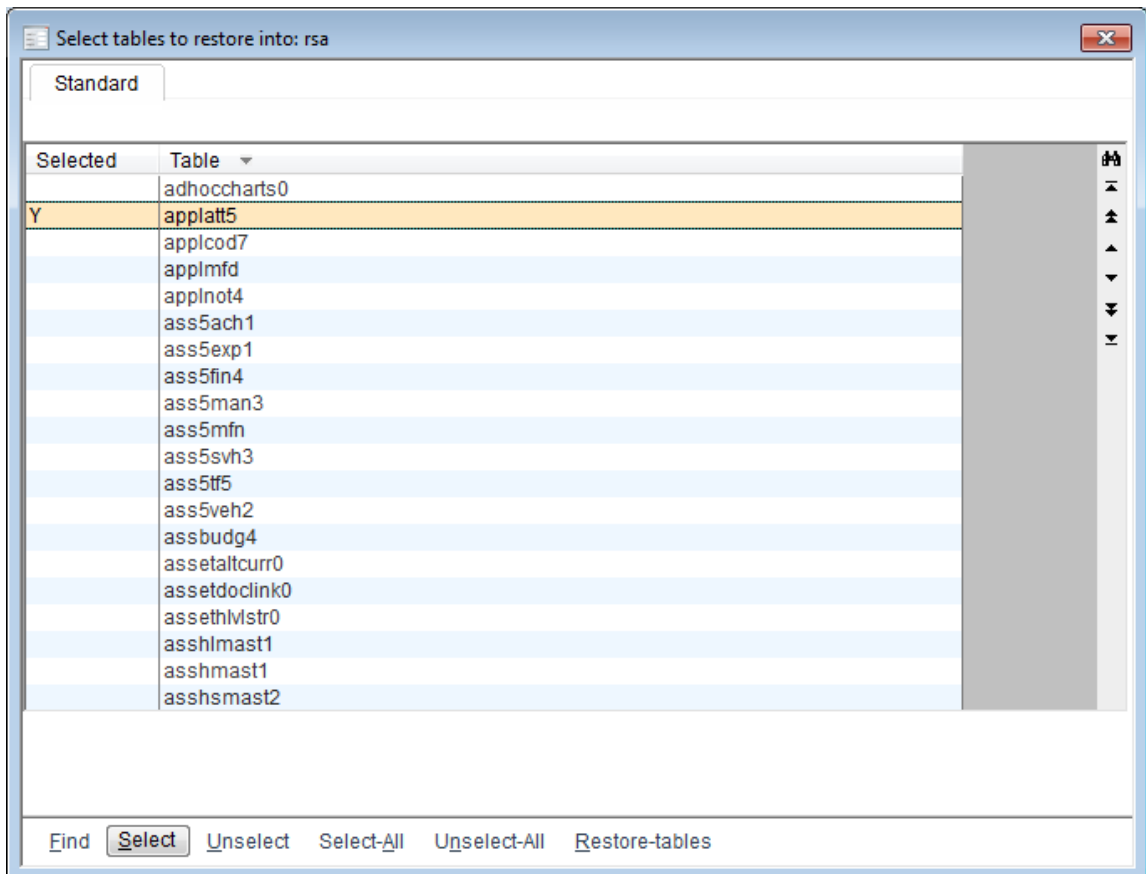 Select tables to restore into: rsa
Standard
Selected Table
adhoccharts0
Y applatt5
applcod7
applmfd
applnot4
ass5ach1
ass5exp1
ass5fin4
ass5man3
ass5mfn
ass5svh3
ass5tf5
ass5veh2
assbudg4
assetaltcurr0
assetdoclink0
assethlvlstr0
asshlmast1
asshmast1
asshsmast2
Find Select Unselect Select-All Unselect-All Restore-tables